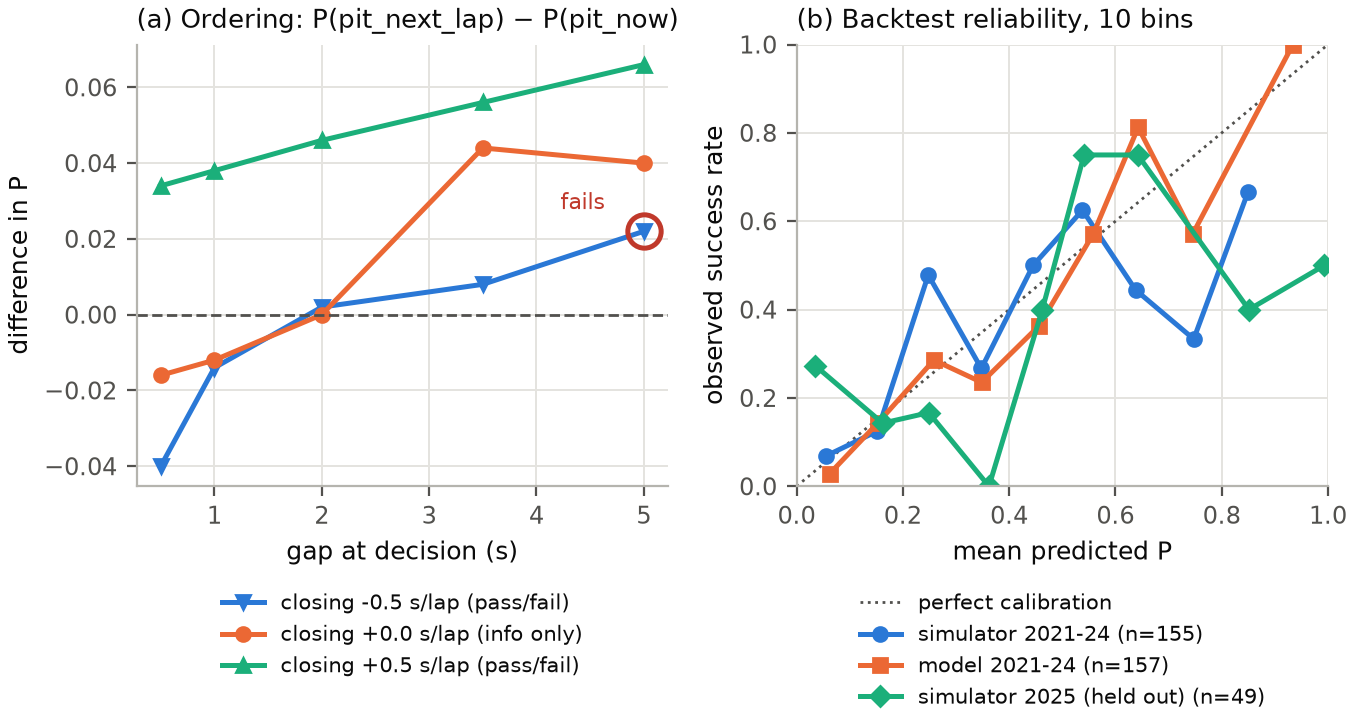 (a) Ordering: P(pit_next_lap) − P(pit_now)
difference in P
0.06
0.04
0.02
0.00
−0.02
−0.04
fails
1
2
3
4
5
gap at decision (s)
closing -0.5 s/lap (pass/fail)
closing +0.0 s/lap (info only)
closing +0.5 s/lap (pass/fail)
(b) Backtest reliability, 10 bins
observed success rate
1.0
0.8
0.6
0.4
0.2
0.0
0.0
0.2
0.4
0.6
0.8
1.0
mean predicted P
perfect calibration
simulator 2021-24 (n=155)
model 2021-24 (n=157)
simulator 2025 (held out) (n=49)